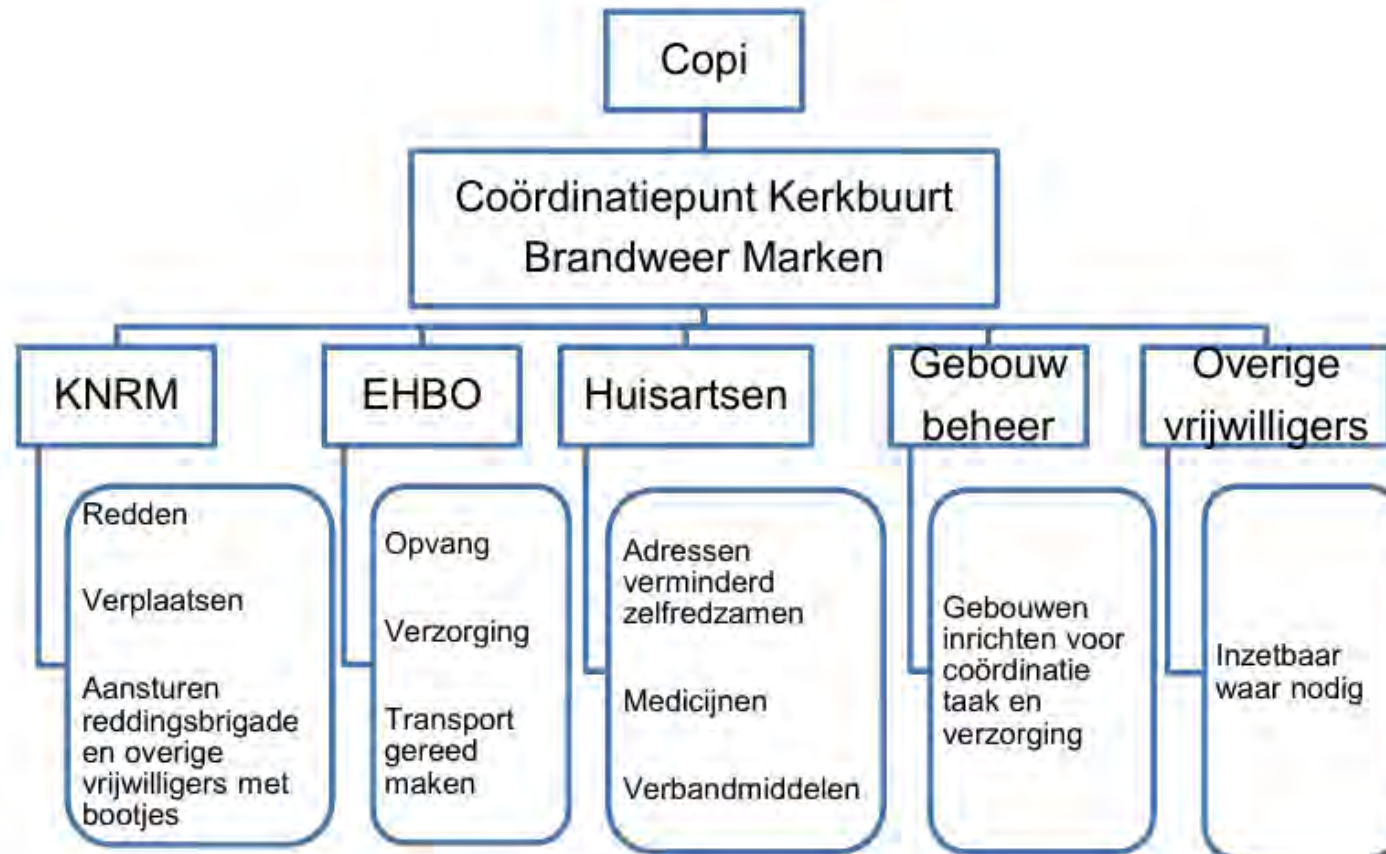 Copi
Coördinatiepunt Kerkbuurt
Brandweer Marken
KNRM
EHBO
Huisartsen
Gebouw
beheer
Overige
vrijwilligers
Redden
Verplaatsen
Aansturen
reddingsbrigade
en overige
vrijwilligers met
bootjes
Opvang
Verzorging
Transport
gereed
maken
Adressen
verminderd
zelfredzamen
Medicijnen
Verbandmiddelen
Gebouwen
inrichten voor
coördinatie
taak en
verzorging
Inzetbaar
waar nodig